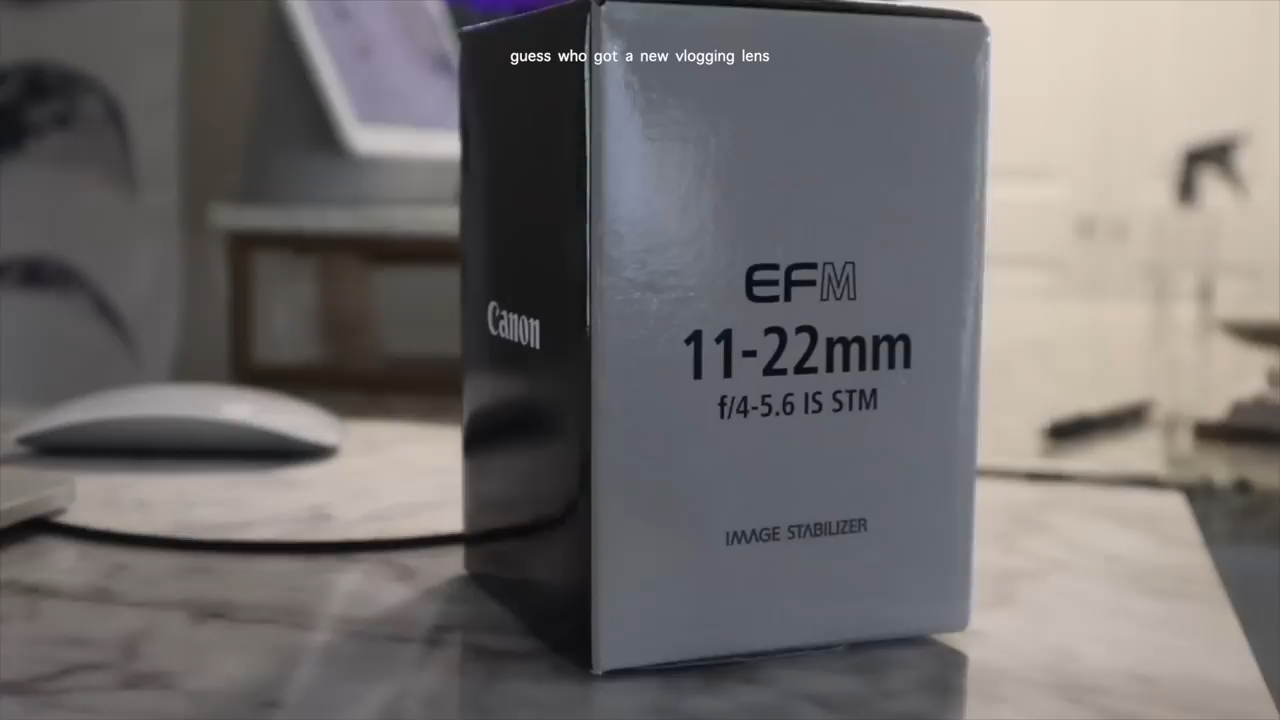 guess who got a new vlogging lens
Canon
EFM
11-22mm
f/4-5.6 IS STM
IMAGE STABILIZER